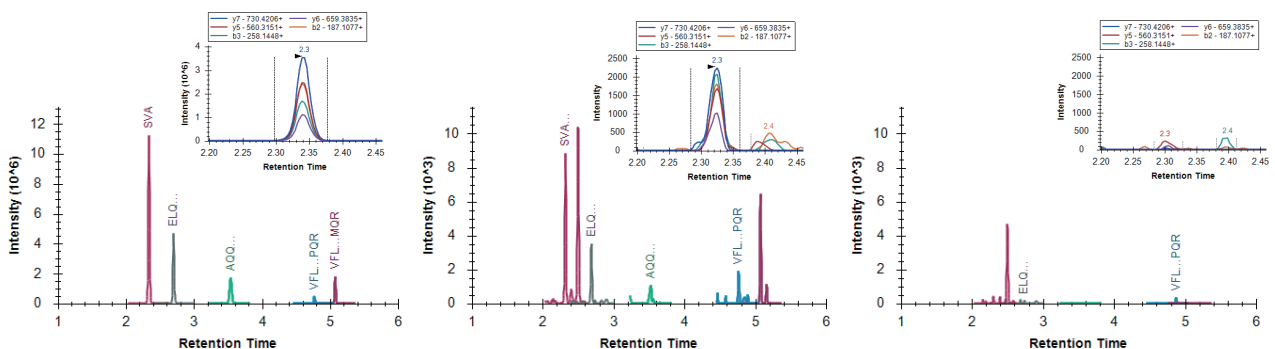 y7 - 730.4206+ y6 - 659.3835+
y5 - 560.3151+ b2 - 187.1077+
b3 - 258.1448+
Intensity (10^6)
4
3
2
1
0
2.3
2.20 2.25 2.30 2.35 2.40 2.45
Retention Time
Intensity (10^6)
12
10
8
6
4
2
0
SVA
ELQ...
AQQ...
VFL...PQR
VFL...MQR
1 2 3 4 5 6
Retention Time
y7 - 730.4206+ y6 - 659.3835+
y5 - 560.3151+ b2 - 187.1077+
b3 - 258.1448+
Intensity
2500
2000
1500
1000
500
0
2.3
2.4
2.20 2.25 2.30 2.35 2.40 2.45
Retention Time
Intensity (10^3)
10
8
6
4
2
0
SVA...
ELQ...
AQQ...
VFL...PQR
2 3 4 5 6
Retention Time
y7 - 730.4206+ y6 - 659.3835+
y5 - 560.3151+ b2 - 187.1077+
b3 - 258.1448+
Intensity
2500
2000
1500
1000
500
0
2.3
2.4
2.20 2.25 2.30 2.35 2.40 2.45
Retention Time
Intensity (10^3)
10
8
6
4
2
0
ELQ...
VFL...PQR
1 2 3 4 5 6
Retention Time